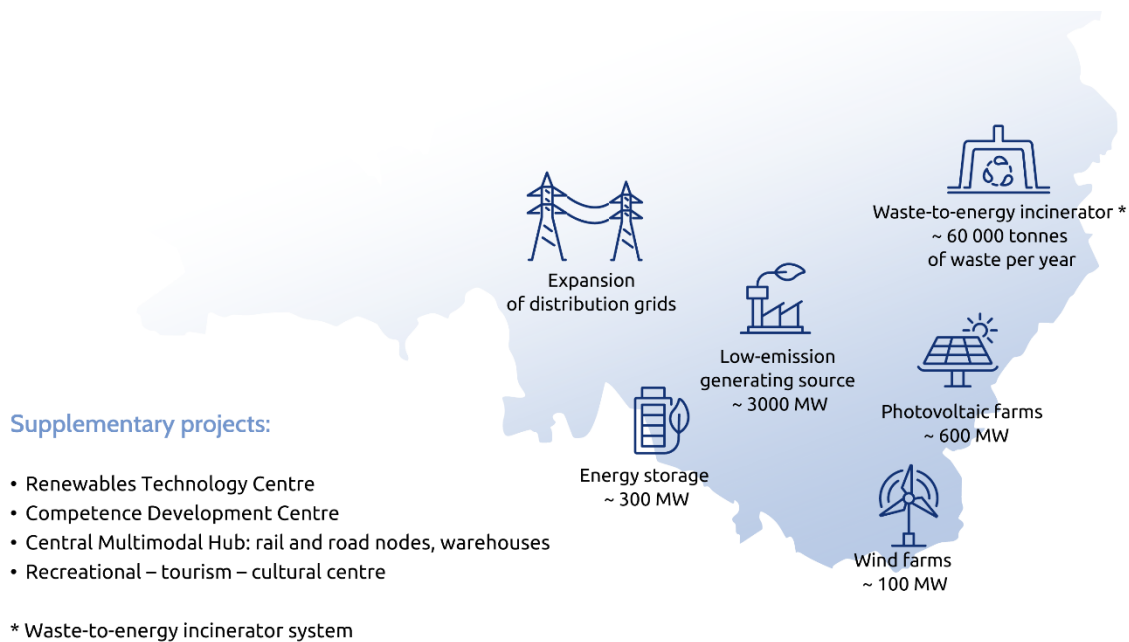 Waste-to-energy incinerator *
~ 60 000 tonnes
of waste per year
Expansion
of distribution grids
Low-emission
generating source
~ 3000 MW
Photovoltaic farms
~ 600 MW
Energy storage
~ 300 MW
Wind farms
~ 100 MW
Supplementary projects:
• Renewables Technology Centre
• Competence Development Centre
• Central Multimodal Hub: rail and road nodes, warehouses
• Recreational – tourism – cultural centre
* Waste-to-energy incinerator system